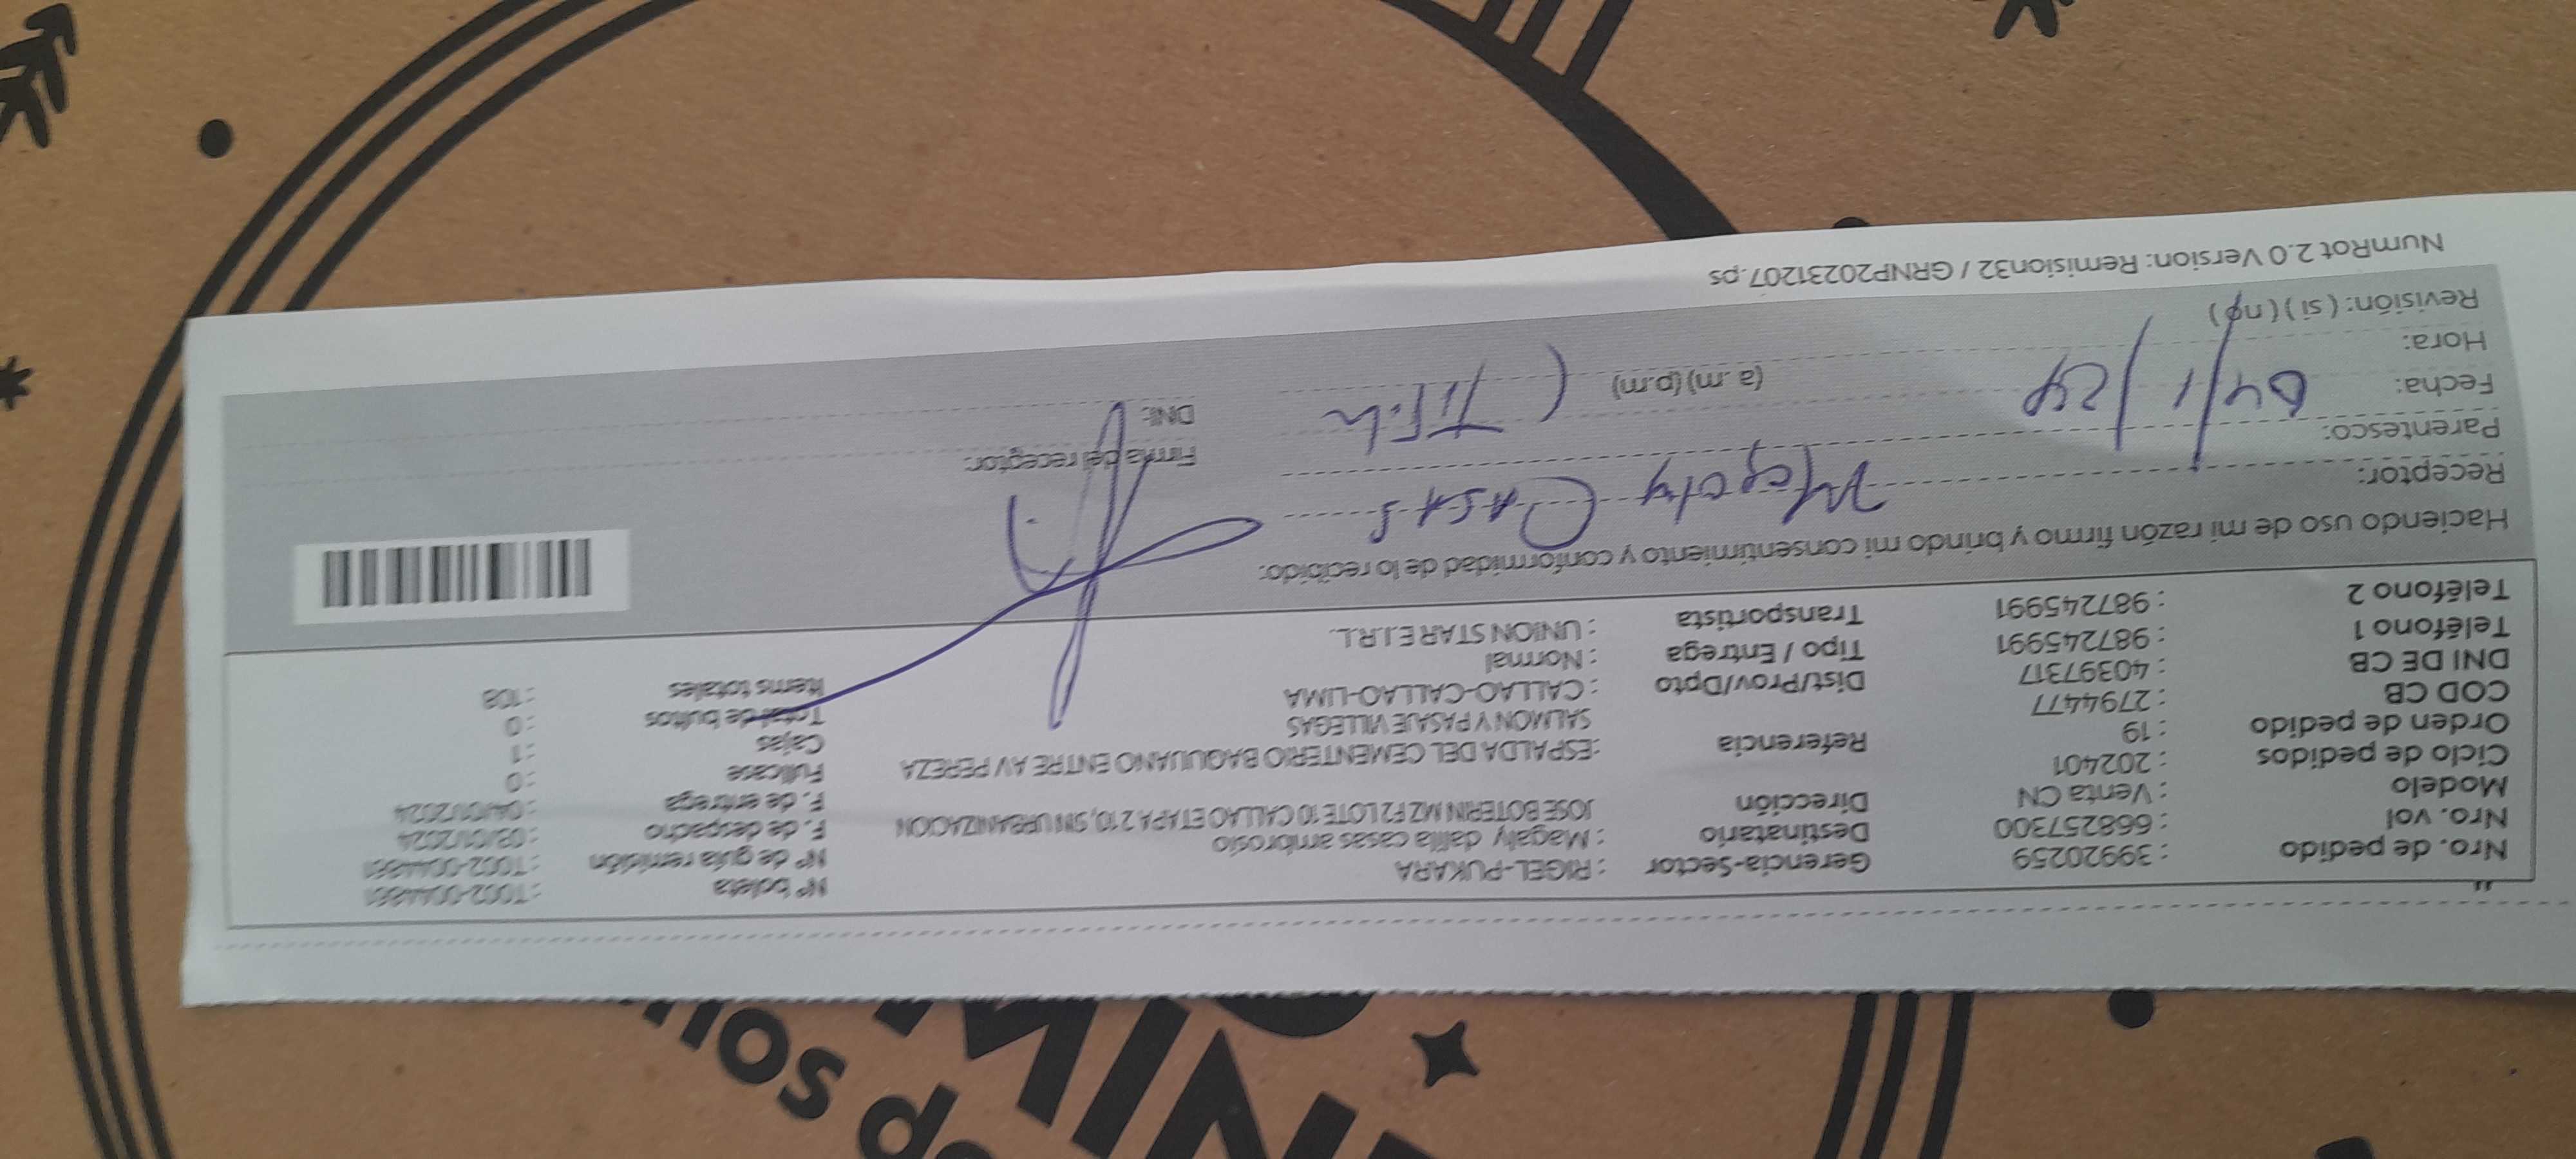 Nro. de pedido : 39920259 Gerencia-Sector : RIGEL-PUKARA Nº boleta : T002-0044861
Nro. vol : 668257300 Destinatario : Magaly dalila casas ambrosio Nº de guía remisión : T002-0044861
Modelo : Venta CN Dirección JOSE BOTERIN MZ F2 LOTE 10 CALLAO ETAPA 210, SIN URBANIZACION F. de despacho : 03/01/2024
Ciclo de pedidos : 202401 F. de entrega : 04/01/2024
Orden de pedido : 19 Referencia :ESPALDA DEL CEMENTERIO BAQUIJANO ENTRE AV PEREZA Fullcase : 0
COD CB : 2794477 SALMON Y PASAJE VILLEGAS Cajas : 1
DNI DE CB : 40397317 Dist/Prov/Dpto : CALLAO-CALLAO-LIMA Total de bultos : 0
Teléfono 1 : 987245991 Tipo / Entrega : Normal Items totales : 108
Teléfono 2 : 987245991 Transportista : UNION STAR E.I.R.L.
Haciendo uso de mi razón firmo y brindo mi consentimiento y conformidad de lo recibido:
Receptor: Magaly CASAS
Parentesco: Firma del receptor:
Fecha: 04/1/24 (Titular) DNI:
Hora: (a.m) (p.m)
Revisión: (si) (no)
NumRot 2.0 Version: Remision32 / GRNP20231207.ps